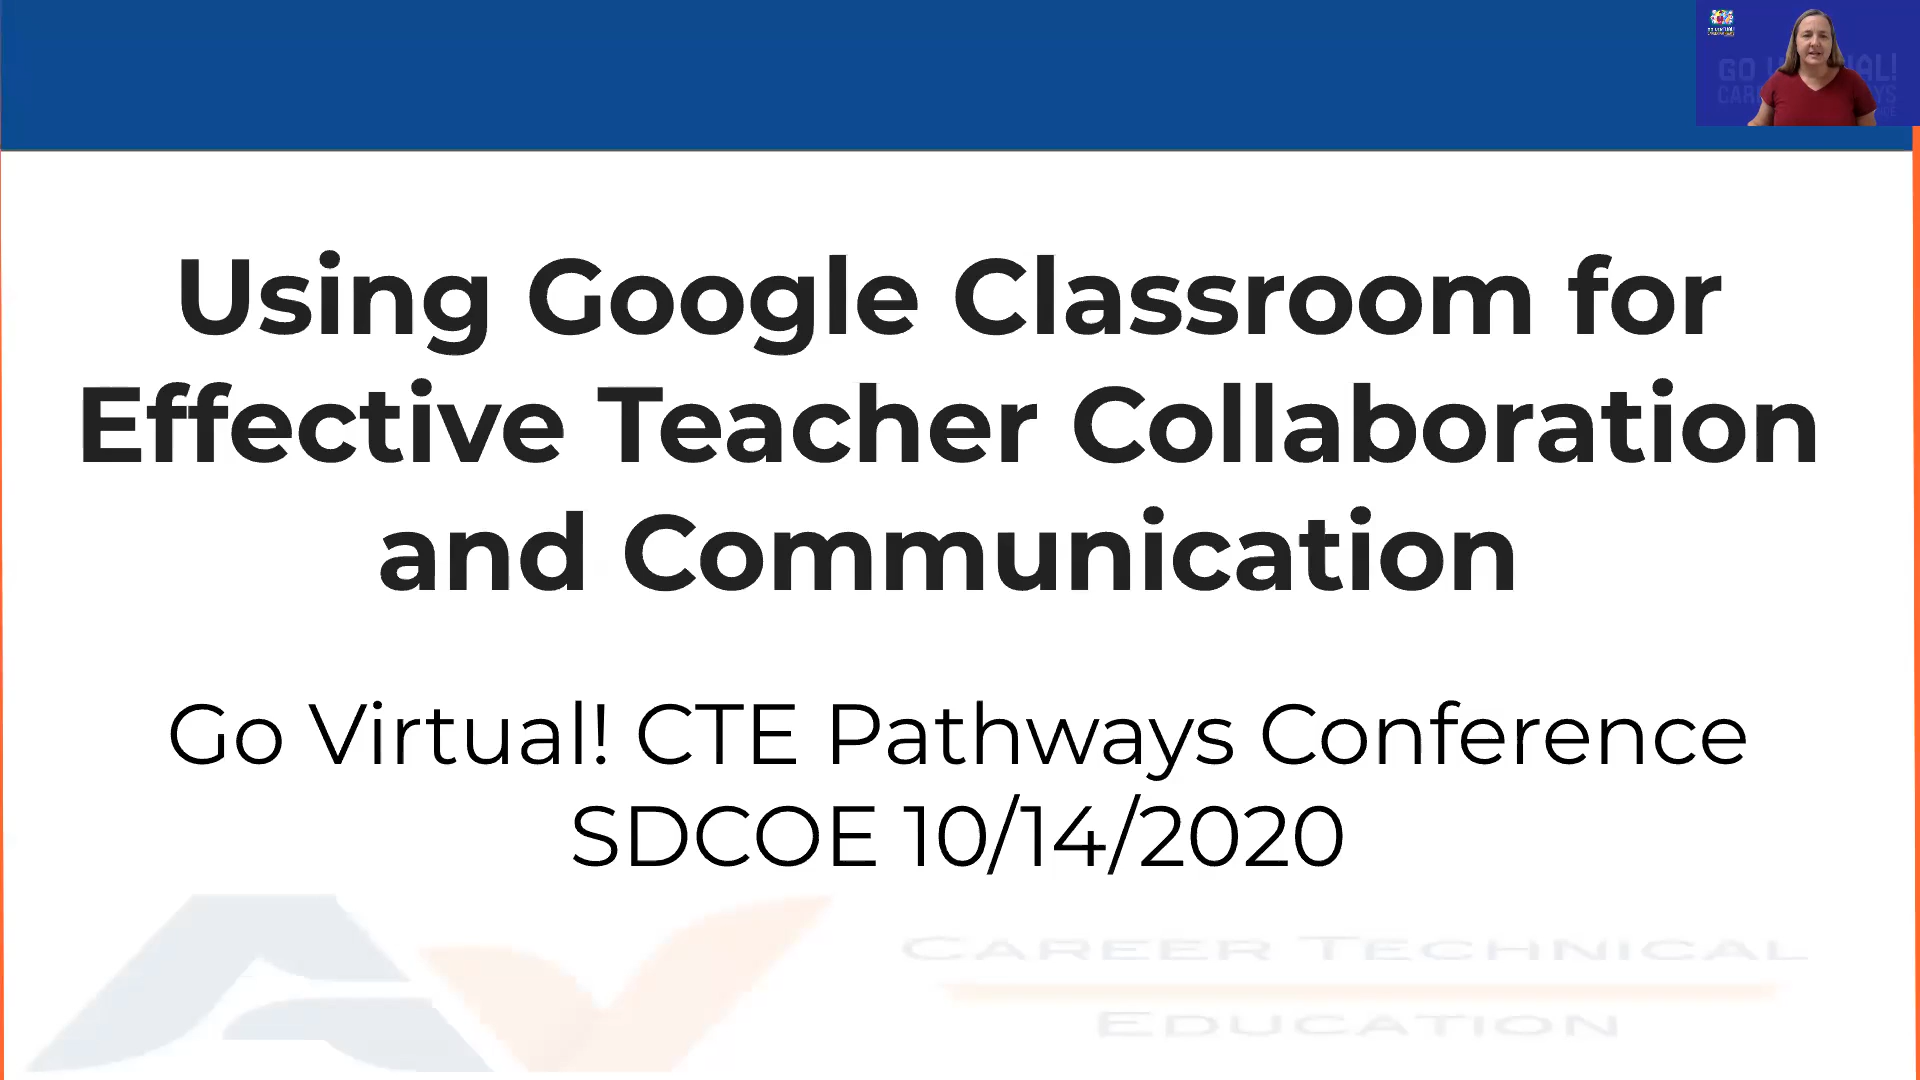 Using Google Classroom for
Effective Teacher Collaboration
and Communication
Go Virtual! CTE Pathways Conference
SDCOE 10/14/2020
CAREER TECHNICAL
EDUCATION